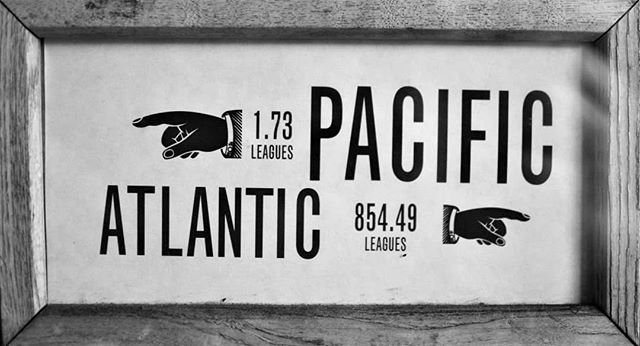 1.73 PACIFIC
LEAGUES
ATLANTIC 854.49
LEAGUES